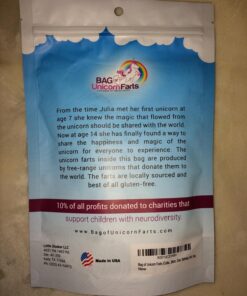 BAG
OF
UnicornFarts
From the time Julia met her first unicorn at
age 7 she knew the magic that flowed from
the unicorn should be shared with the world.
Now at age 14 she has finally found a way to
share the happiness and magic of the
unicorn for everyone to experience. The
unicorn farts inside this bag are produced
by free-range unicorns that donate them to
the world. The farts are locally sourced and
best of all gluten-free.
10% of all profits donated to charities that
support children with neurodiversity.
www.BagofUnicornFarts.com
Made in USA